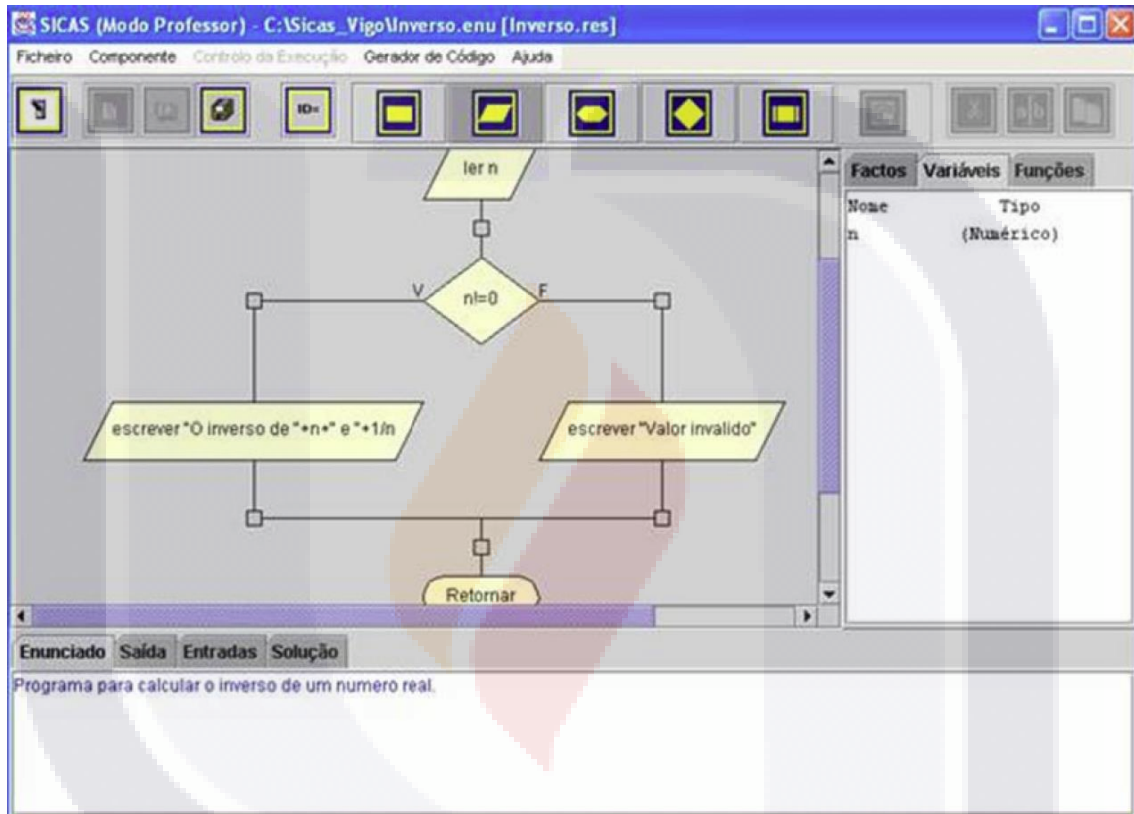 SICAS (Modo Professor) - C:\Sicas_Vigo\Inverso.enu [Inverso.res]
Ficheiro Componente Controlo da Execução Gerador de Código Ajuda
ID=
Factos Variáveis Funções
Nome Tipo
n (Numérico)
ler n
V n!=0 F
escrever "O inverso de "+n+" e "+1/n
escrever "Valor invalido"
Retornar
Enunciado Saída Entradas Solução
Programa para calcular o inverso de um numero real.